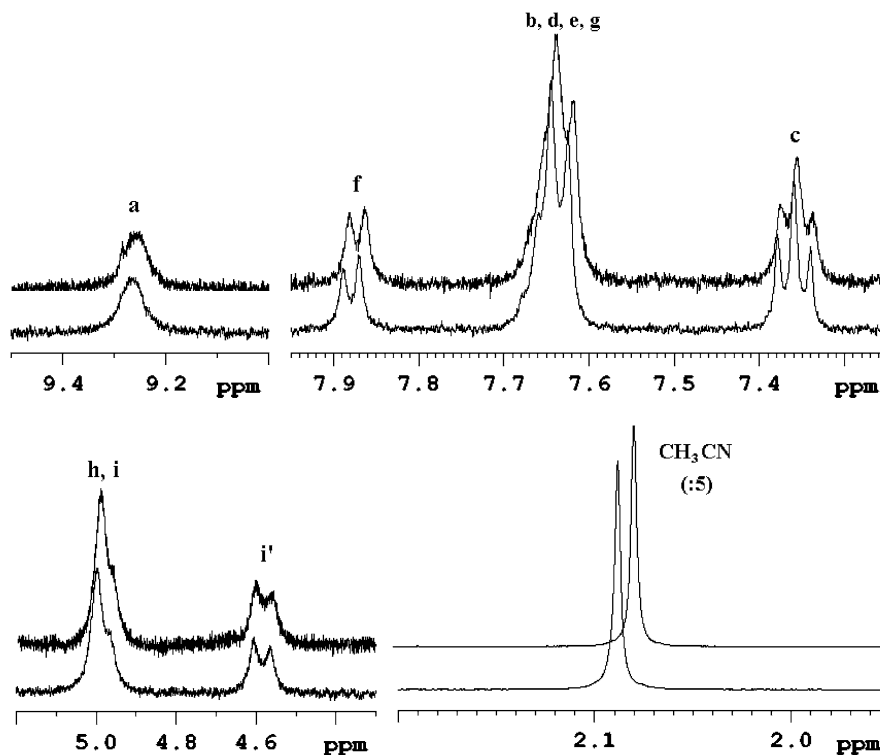 b, d, e, g
c
f
a
9.4 9.2 ppm
7.9 7.8 7.7 7.6 7.5 7.4 ppm
h, i
i'
CH₃CN
(:5)
5.0 4.8 4.6 ppm
2.1 2.0 ppm